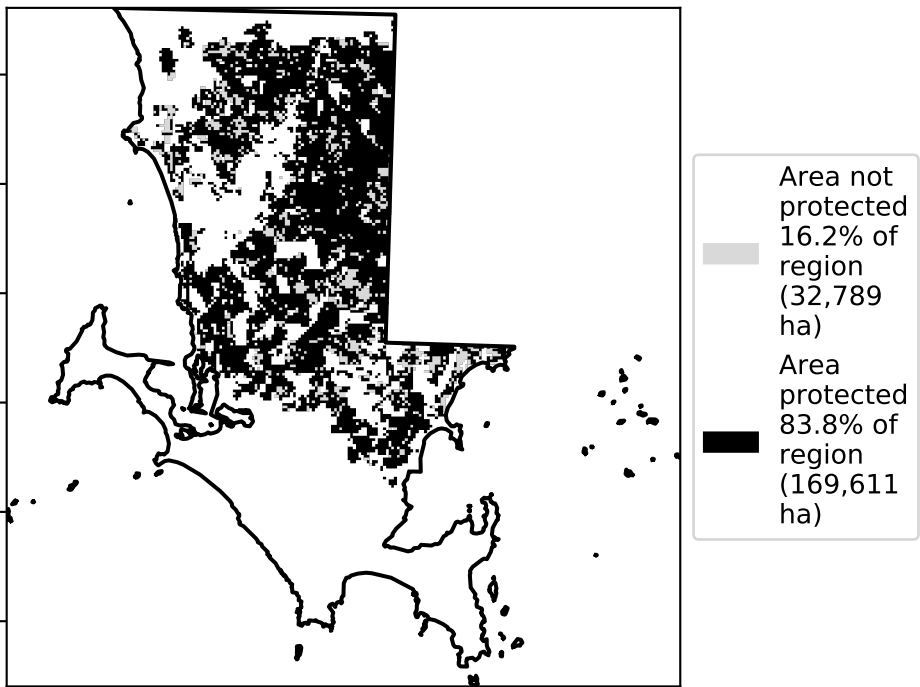 Area not
protected
16.2% of
region
(32,789
ha)
Area
protected
83.8% of
region
(169,611
ha)